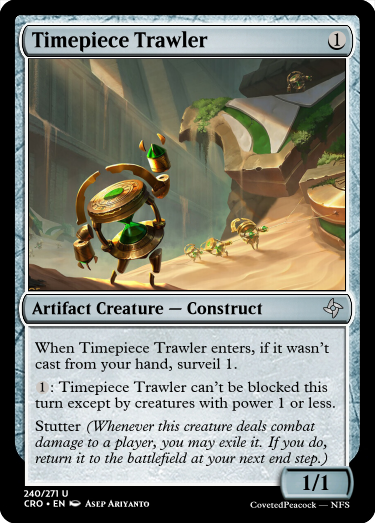 Timepiece Trawler 1
Artifact Creature — Construct
When Timepiece Trawler enters, if it wasn't
cast from your hand, surveil 1.
1: Timepiece Trawler can't be blocked this
turn except by creatures with power 1 or less.
Stutter (Whenever this creature deals combat
damage to a player, you may exile it. If you do,
return it to the battlefield at your next end step.)
1/1
240/271 U
CRO • EN Asep Ariyanto
CovetedPeacock — NFS